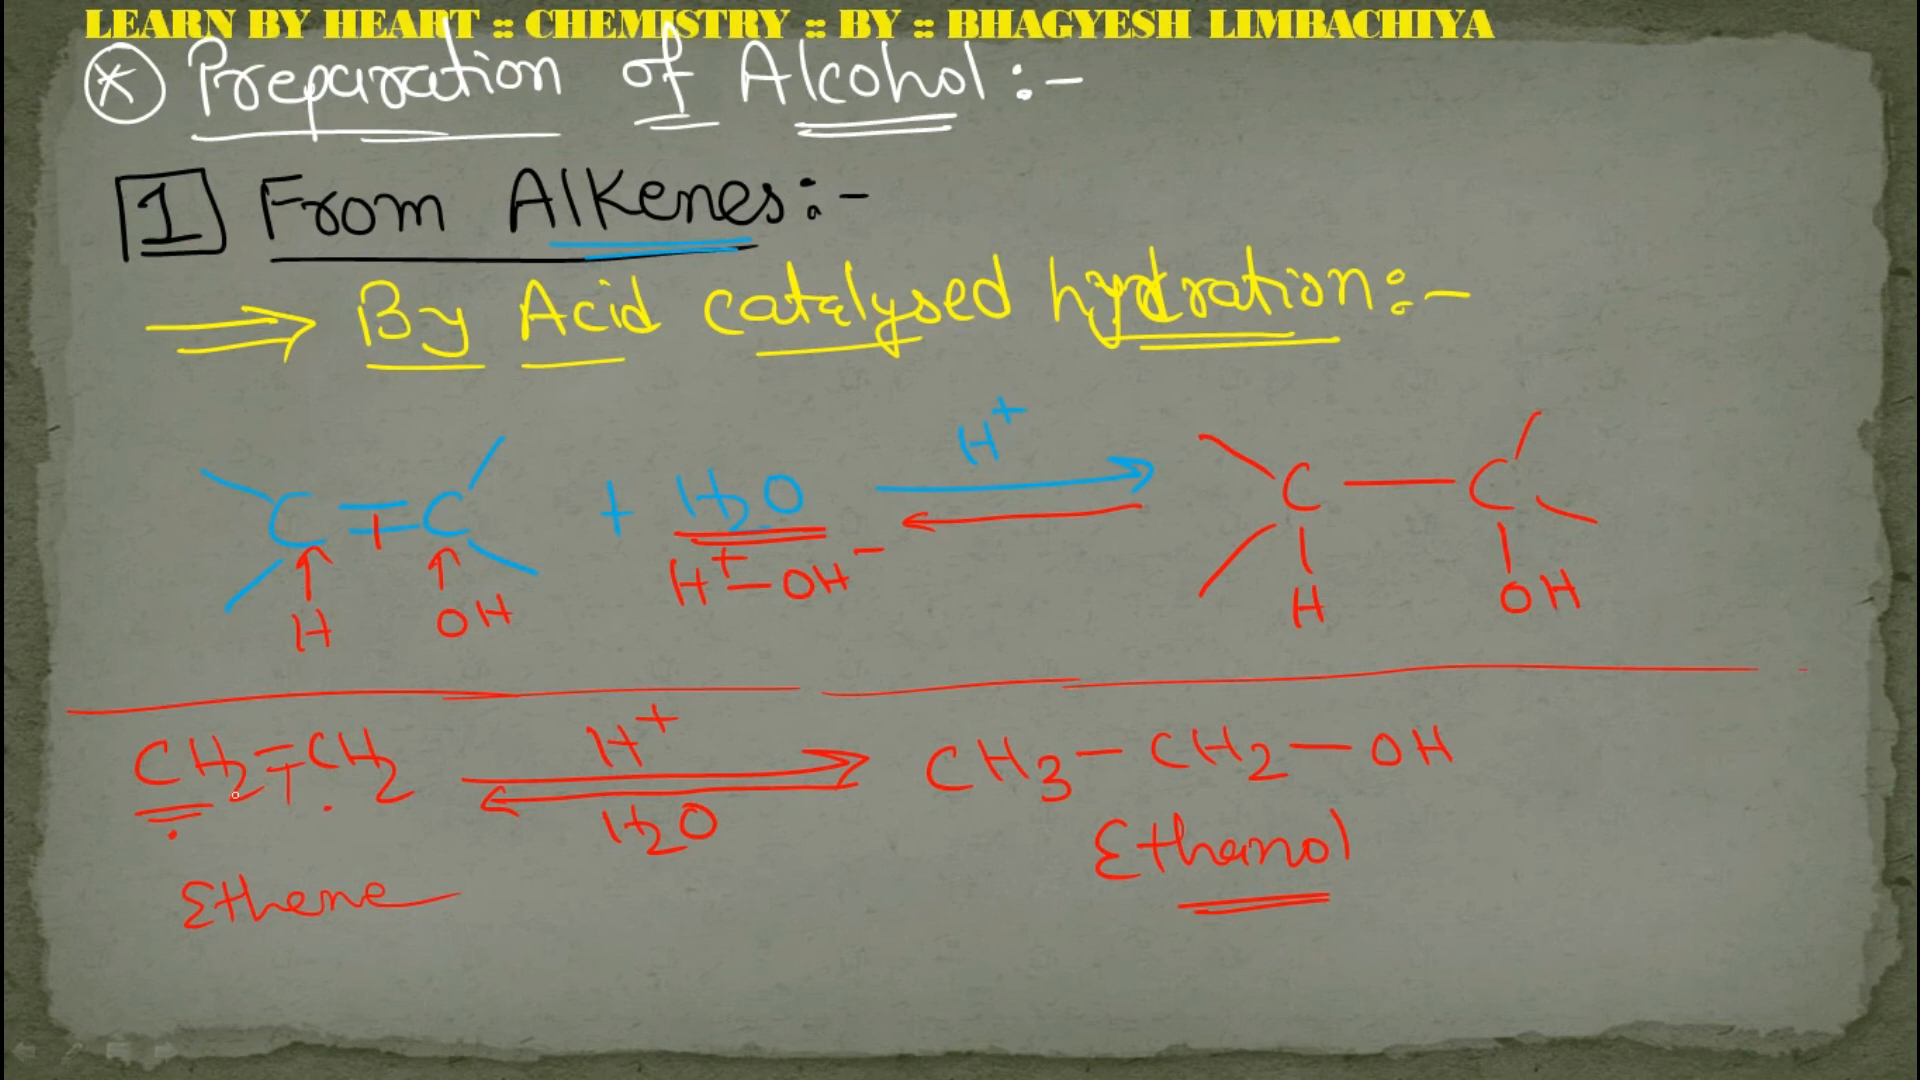 LEARN BY HEART :: CHEMISTRY :: BY :: BHAGYESH LIMBACHIYA
* Preparation of Alcohol:-
1 From Alkenes:-
⇒ By Acid catalysed hydration:-
C=C + H2O H+ ⇌ C — C
H OH H+ — OH- H OH
CH2=CH2 H+ ⇌ H2O CH3-CH2-OH
Ethene Ethanol